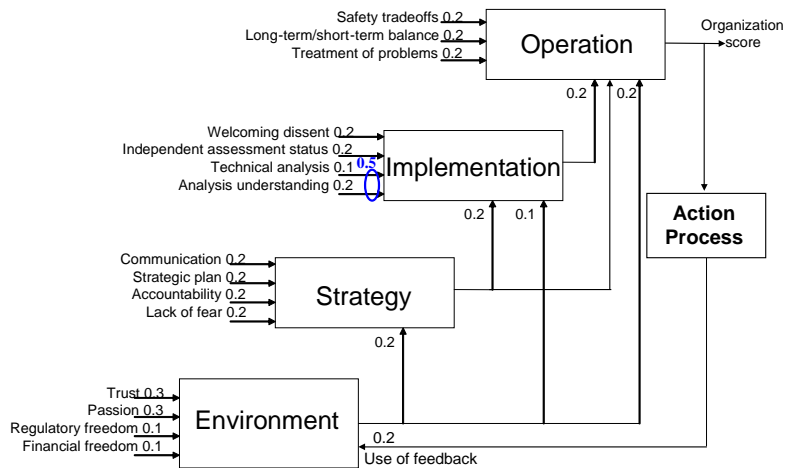 Safety tradeoffs 0.2
Long-term/short-term balance 0.2
Treatment of problems 0.2
Operation
Organization
score
0.2
0.2
Welcoming dissent 0.2
Independent assessment status 0.2
Technical analysis 0.1
0.5
Analysis understanding 0.2
Implementation
0.2
0.1
Action
Process
Communication 0.2
Strategic plan 0.2
Accountability 0.2
Lack of fear 0.2
Strategy
0.2
Trust 0.3
Passion 0.3
Regulatory freedom 0.1
Financial freedom 0.1
Environment
0.2
Use of feedback